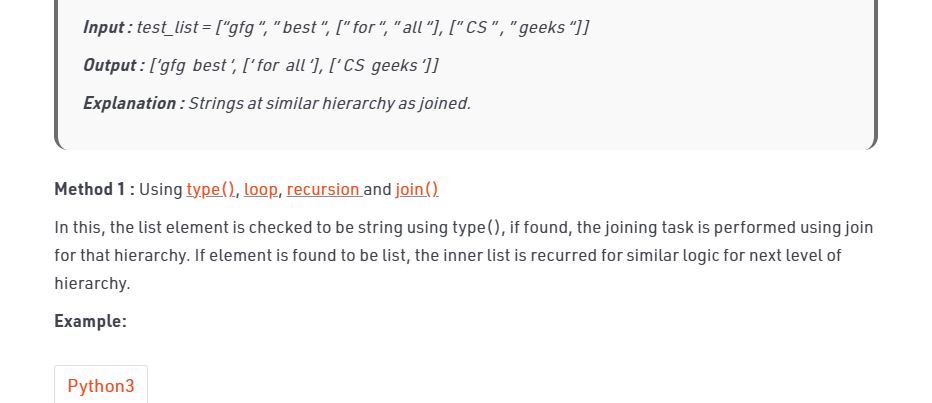 Input : test_list = [“gfg “, ” best “, [” for “, ” all “], [” CS ” , ” geeks “]]
Output : [‘gfg best ‘, [‘ for all ‘], [‘ CS geeks ‘]]
Explanation : Strings at similar hierarchy as joined.
Method 1 : Using type(), loop, recursion and join()
In this, the list element is checked to be string using type(), if found, the joining task is performed using join
for that hierarchy. If element is found to be list, the inner list is recurred for similar logic for next level of
hierarchy.
Example:
Python3